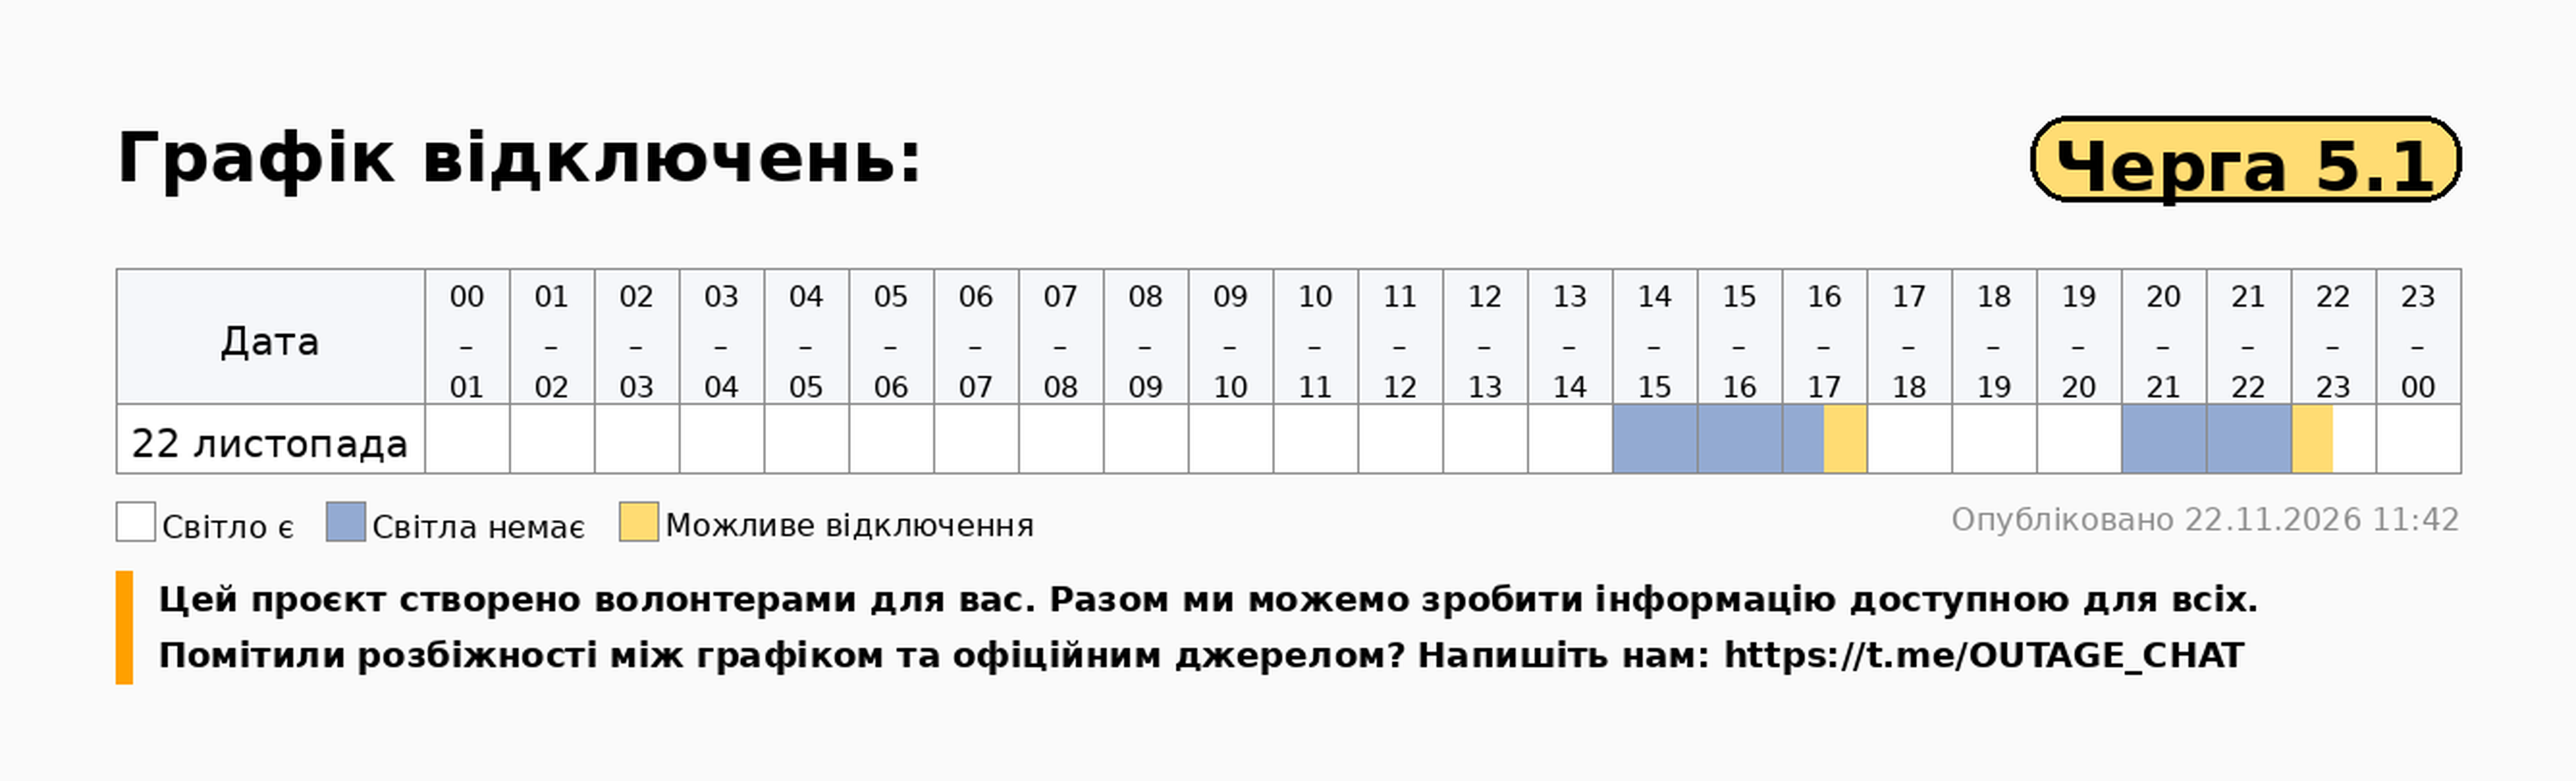 Графік відключень:
Черга 5.1
Дата
00 – 01
01 – 02
02 – 03
03 – 04
04 – 05
05 – 06
06 – 07
07 – 08
08 – 09
09 – 10
10 – 11
11 – 12
12 – 13
13 – 14
14 – 15
15 – 16
16 – 17
17 – 18
18 – 19
19 – 20
20 – 21
21 – 22
22 – 23
23 – 00
22 листопада
Світло є
Світла немає
Можливе відключення
Опубліковано 22.11.2026 11:42
Цей проєкт створено волонтерами для вас. Разом ми можемо зробити інформацію доступною для всіх.
Помітили розбіжності між графіком та офіційним джерелом? Напишіть нам: https://t.me/OUTAGE_CHAT